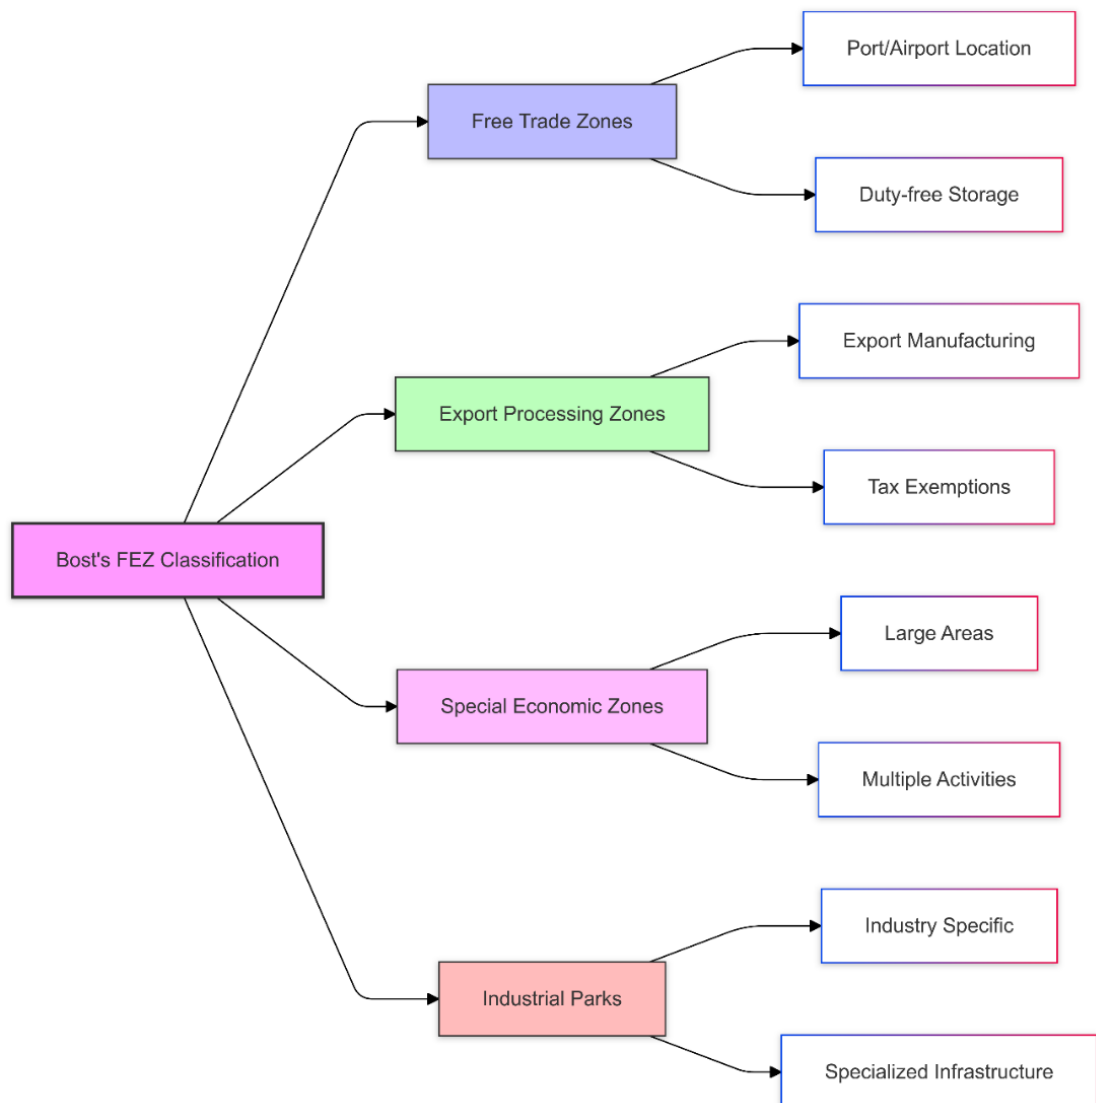 Port/Airport Location
Free Trade Zones
Duty-free Storage
Export Manufacturing
Export Processing Zones
Tax Exemptions
Bost's FEZ Classification
Large Areas
Special Economic Zones
Multiple Activities
Industry Specific
Industrial Parks
Specialized Infrastructure